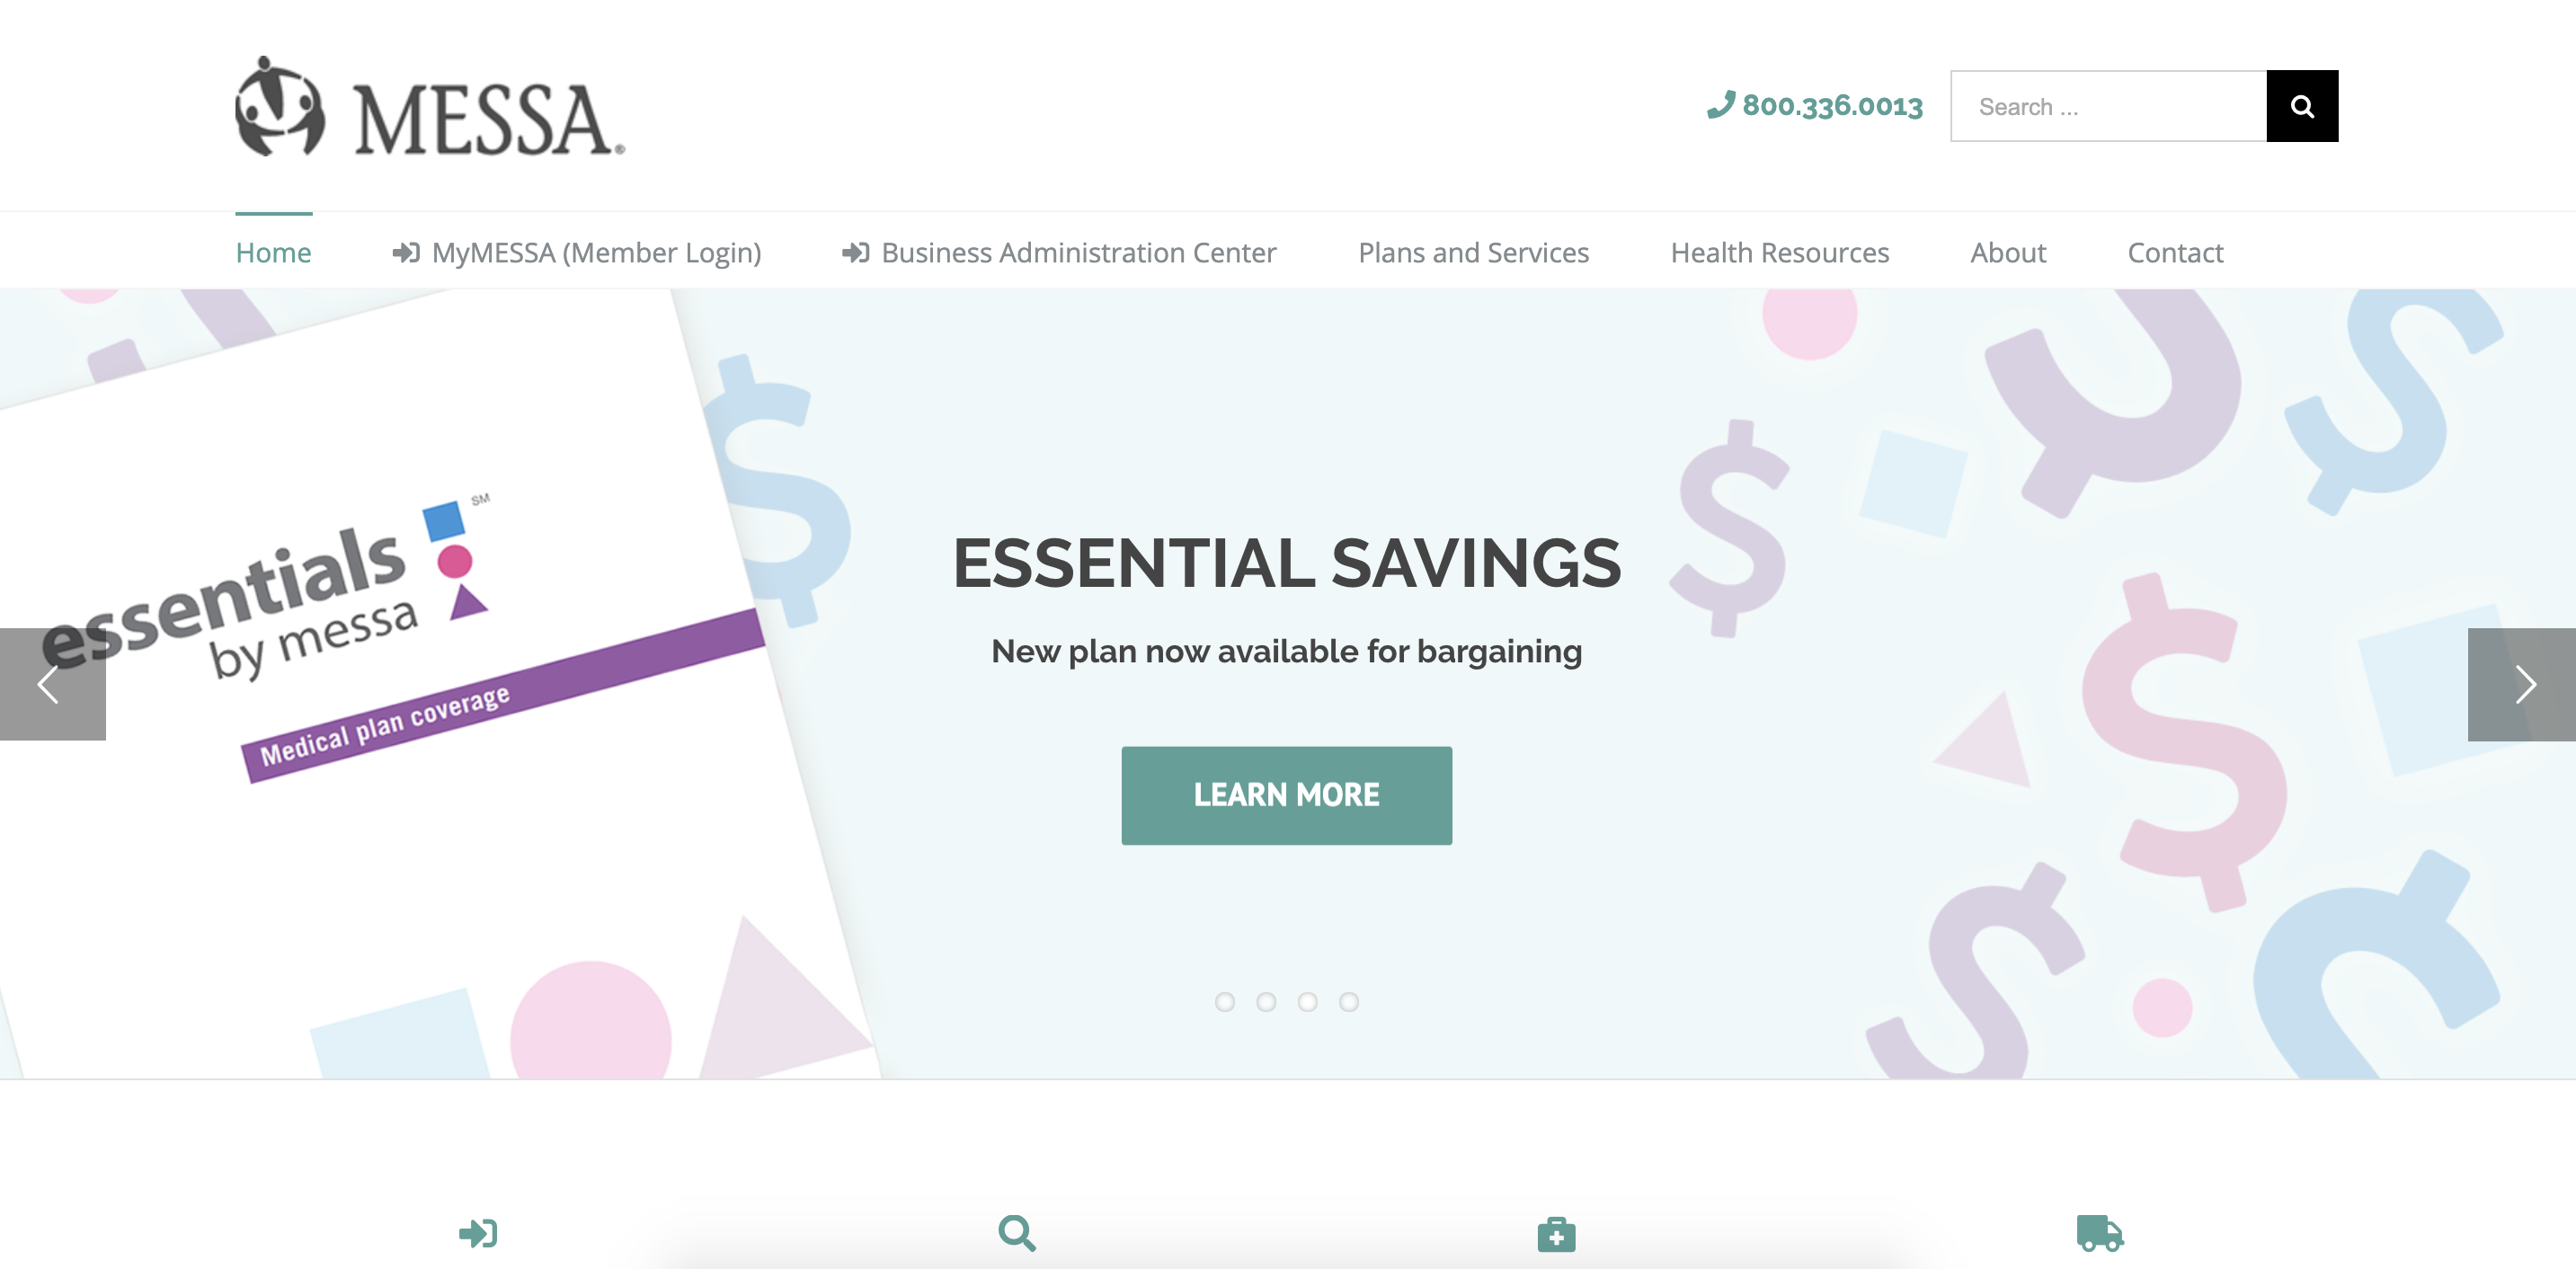 MESSA®
800.336.0013
Search ...
Home
MyMESSA (Member Login)
Business Administration Center
Plans and Services
Health Resources
About
Contact
essentials SM
by messa
Medical plan coverage
ESSENTIAL SAVINGS
New plan now available for bargaining
LEARN MORE